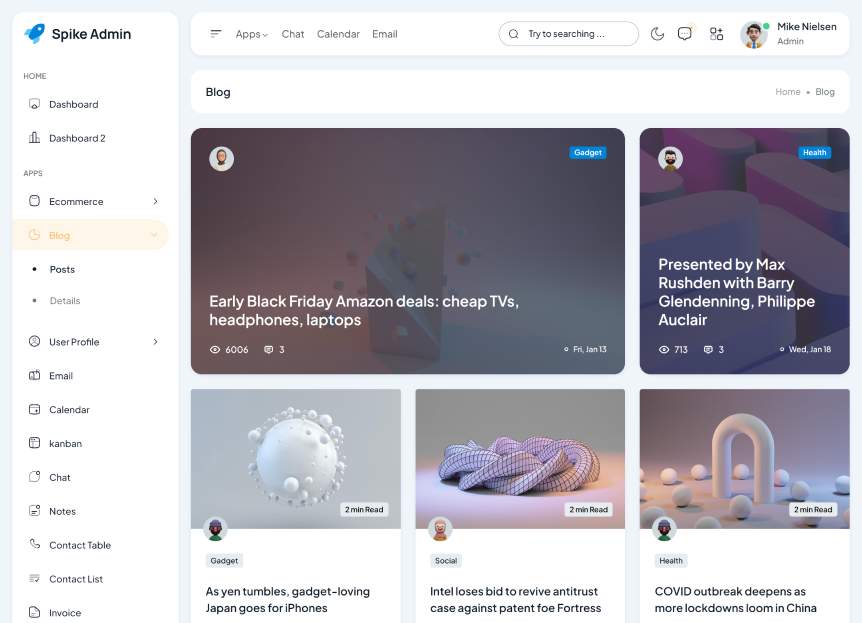 Spike Admin
HOME
Dashboard
Dashboard 2
APPS
Ecommerce
Blog
Posts
Details
User Profile
Email
Calendar
kanban
Chat
Notes
Contact Table
Contact List
Invoice
Apps
Chat
Calendar
Email
Try to searching ...
Mike Nielsen
Admin
Blog
Home
Blog
Gadget
Early Black Friday Amazon deals: cheap TVs,
headphones, laptops
6006
3
Fri, Jan 13
Health
Presented by Max
Rushden with Barry
Glendenning, Philippe
Auclair
713
3
Wed, Jan 18
2 min Read
Gadget
As yen tumbles, gadget-loving
Japan goes for iPhones
2 min Read
Social
Intel loses bid to revive antitrust
case against patent foe Fortress
2 min Read
Health
COVID outbreak deepens as
more lockdowns loom in China